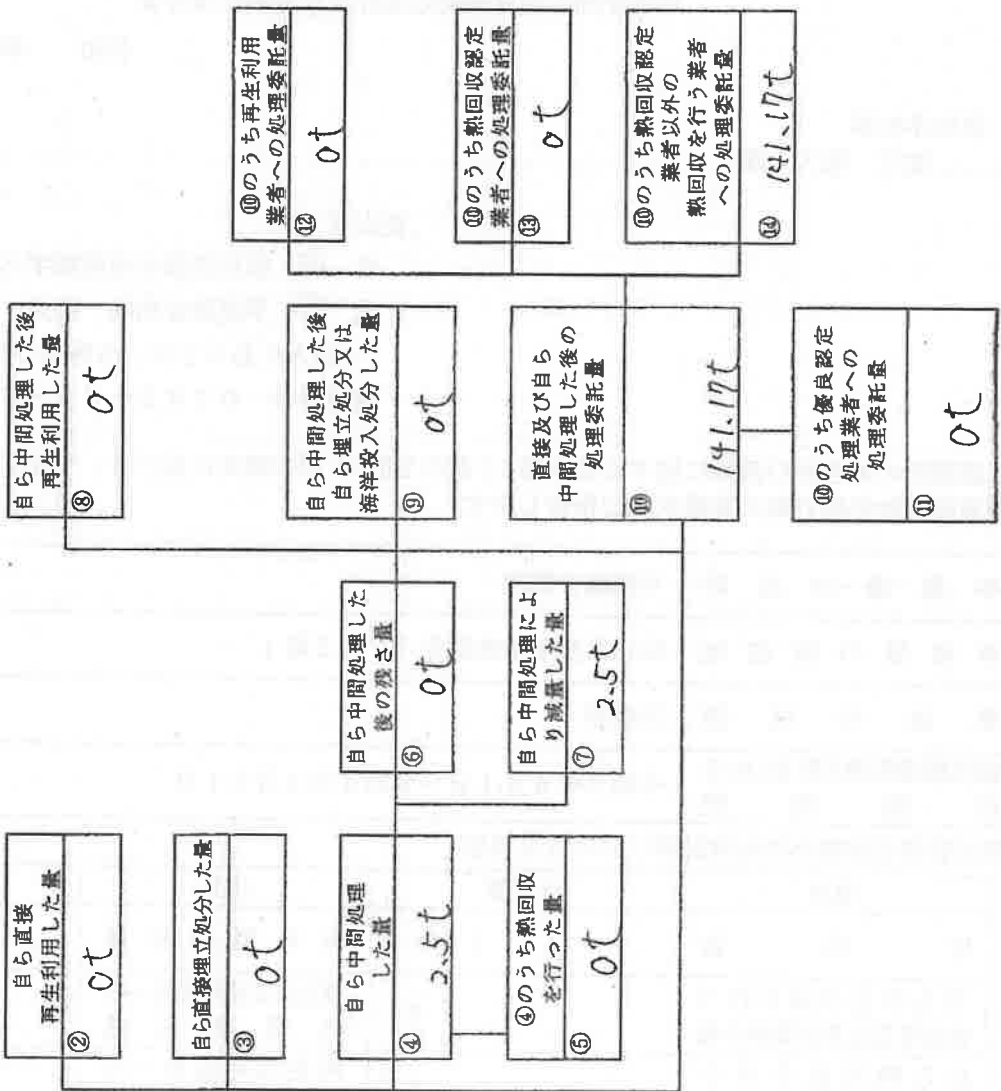 自ら直接
再生利用した量
②
0t
自ら直接埋立処分した量
③
0t
自ら中間処理
した量
④
2.5t
④のうち熱回収
を行った量
⑤
0t
自ら中間処理した
後の残さ量
⑥
0t
自ら中間処理によ
り減量した量
⑦
2.5t
自ら中間処理した後
再生利用した量
⑧
0t
自ら中間処理した後
自ら埋立処分又は
海洋投入処分した量
⑨
0t
直接及び自ら
中間処理した後の
処理委託量
⑩
141.17t
⑩のうち優良認定
処理業者への
処理委託量
⑪
0t
⑩のうち再生利用
業者への処理委託量
⑫
0t
⑩のうち熱回収認定
業者への処理委託量
⑬
0t
⑩のうち熱回収認定
業者以外の
熱回収を行う業者
への処理委託量
⑭
141.17t